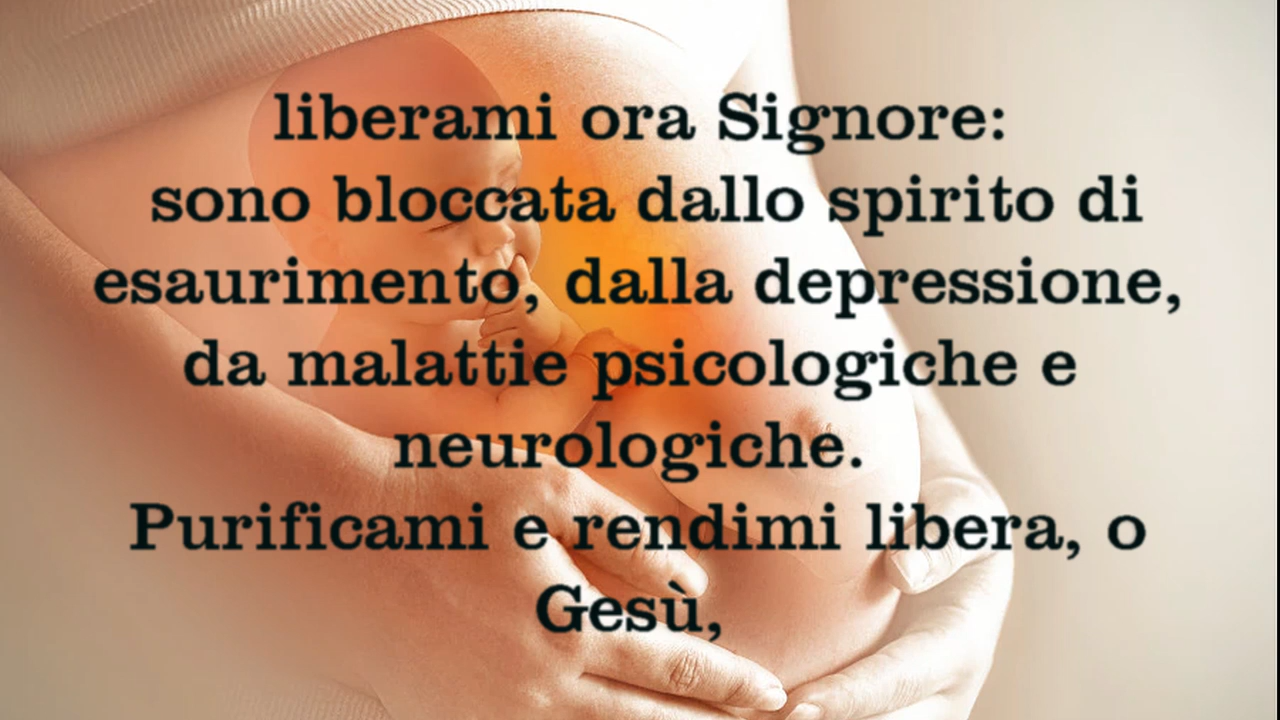 liberami ora Signore:
sono bloccata dallo spirito di
esaurimento, dalla depressione,
da malattie psicologiche e
neurologiche.
Purificami e rendimi libera, o
Gesù,